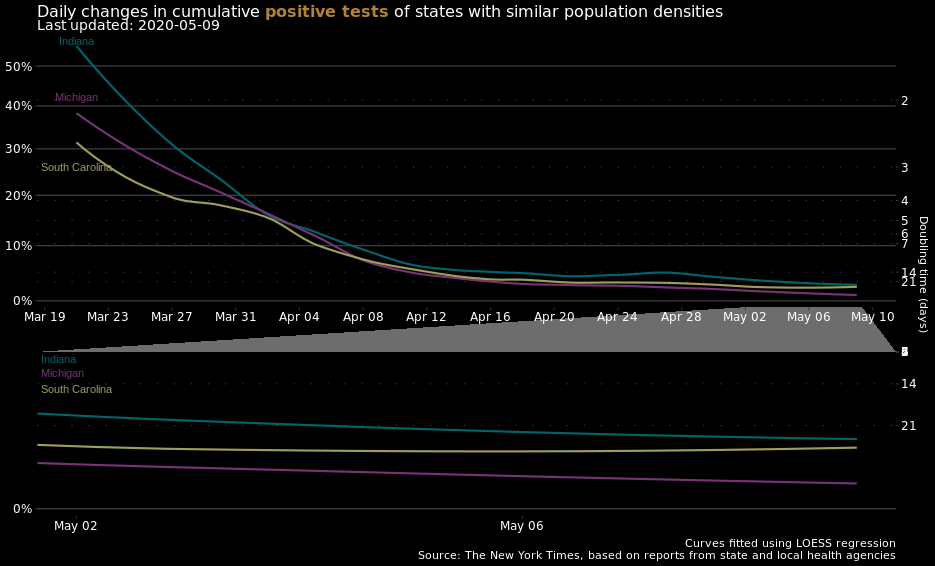 Daily changes in cumulative positive tests of states with similar population densities
Last updated: 2020-05-09
Indiana
50%
40%
Michigan
2
30%
South Carolina
3
20%
4
5
6
10%
7
14
21
0%
Doubling time (days)
Mar 19 Mar 23 Mar 27 Mar 31 Apr 04 Apr 08 Apr 12 Apr 16 Apr 20 Apr 24 Apr 28 May 02 May 06 May 10
Indiana
Michigan
South Carolina
14
21
0%
May 02 May 06
Curves fitted using LOESS regression
Source: The New York Times, based on reports from state and local health agencies